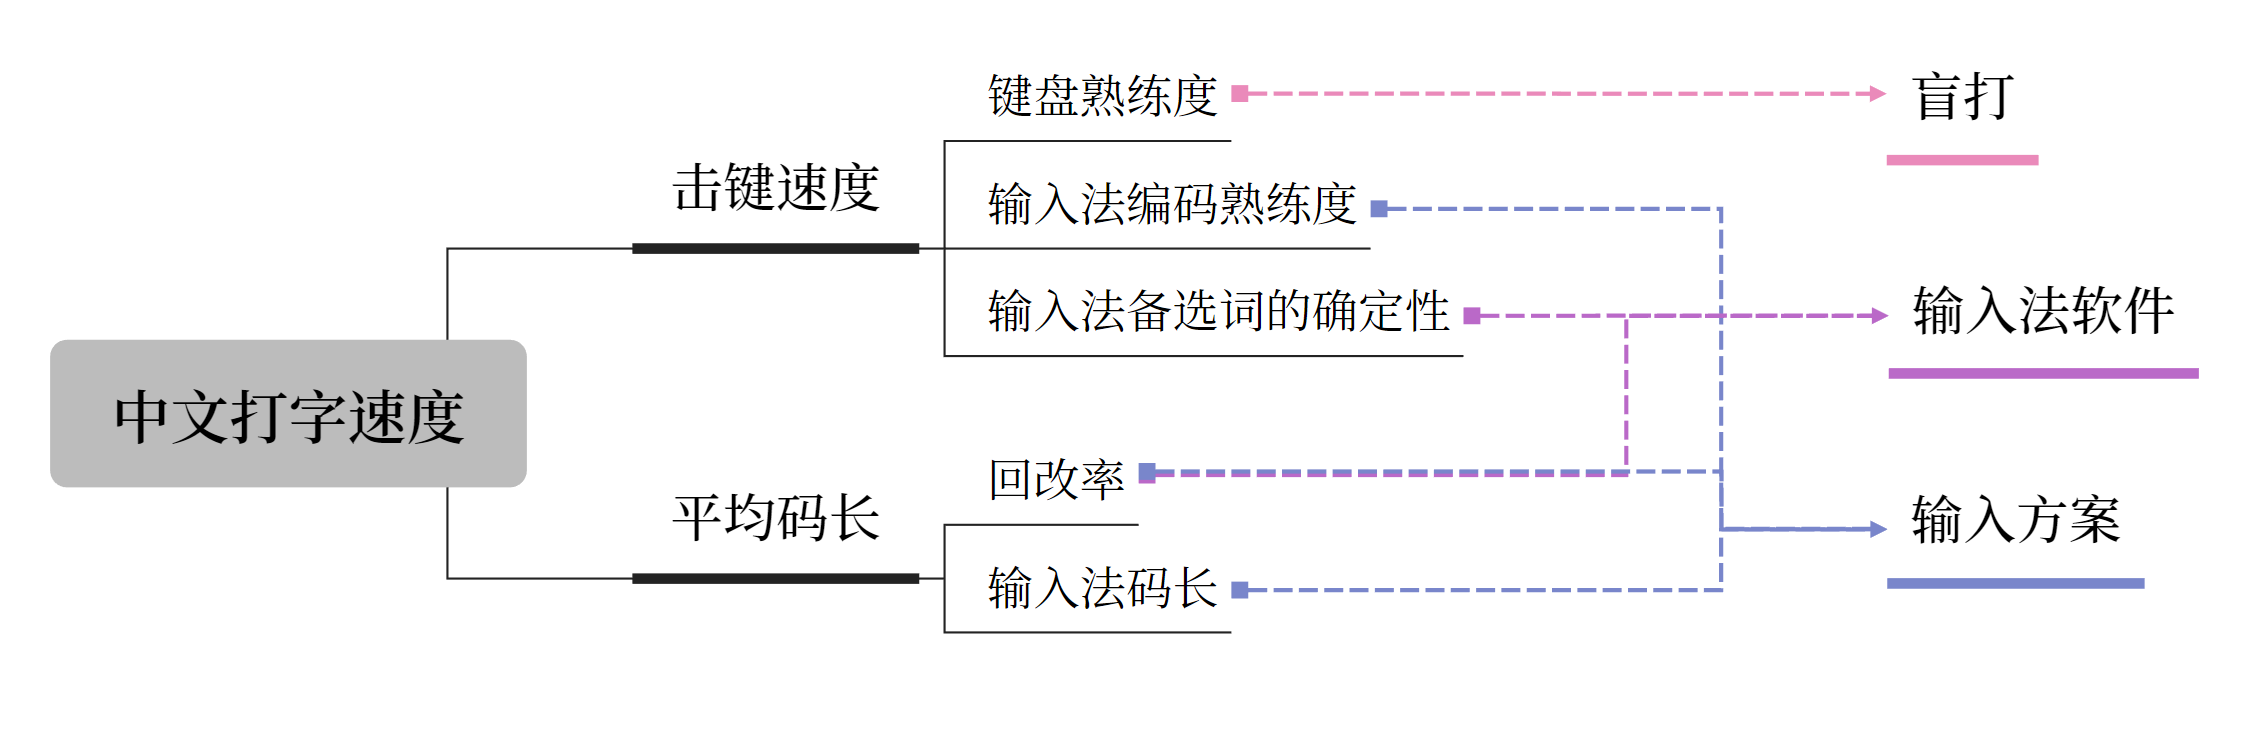 键盘熟练度
盲打
击键速度
输入法编码熟练度
输入法备选词的确定性
输入法软件
中文打字速度
回改率
平均码长
输入方案
输入法码长